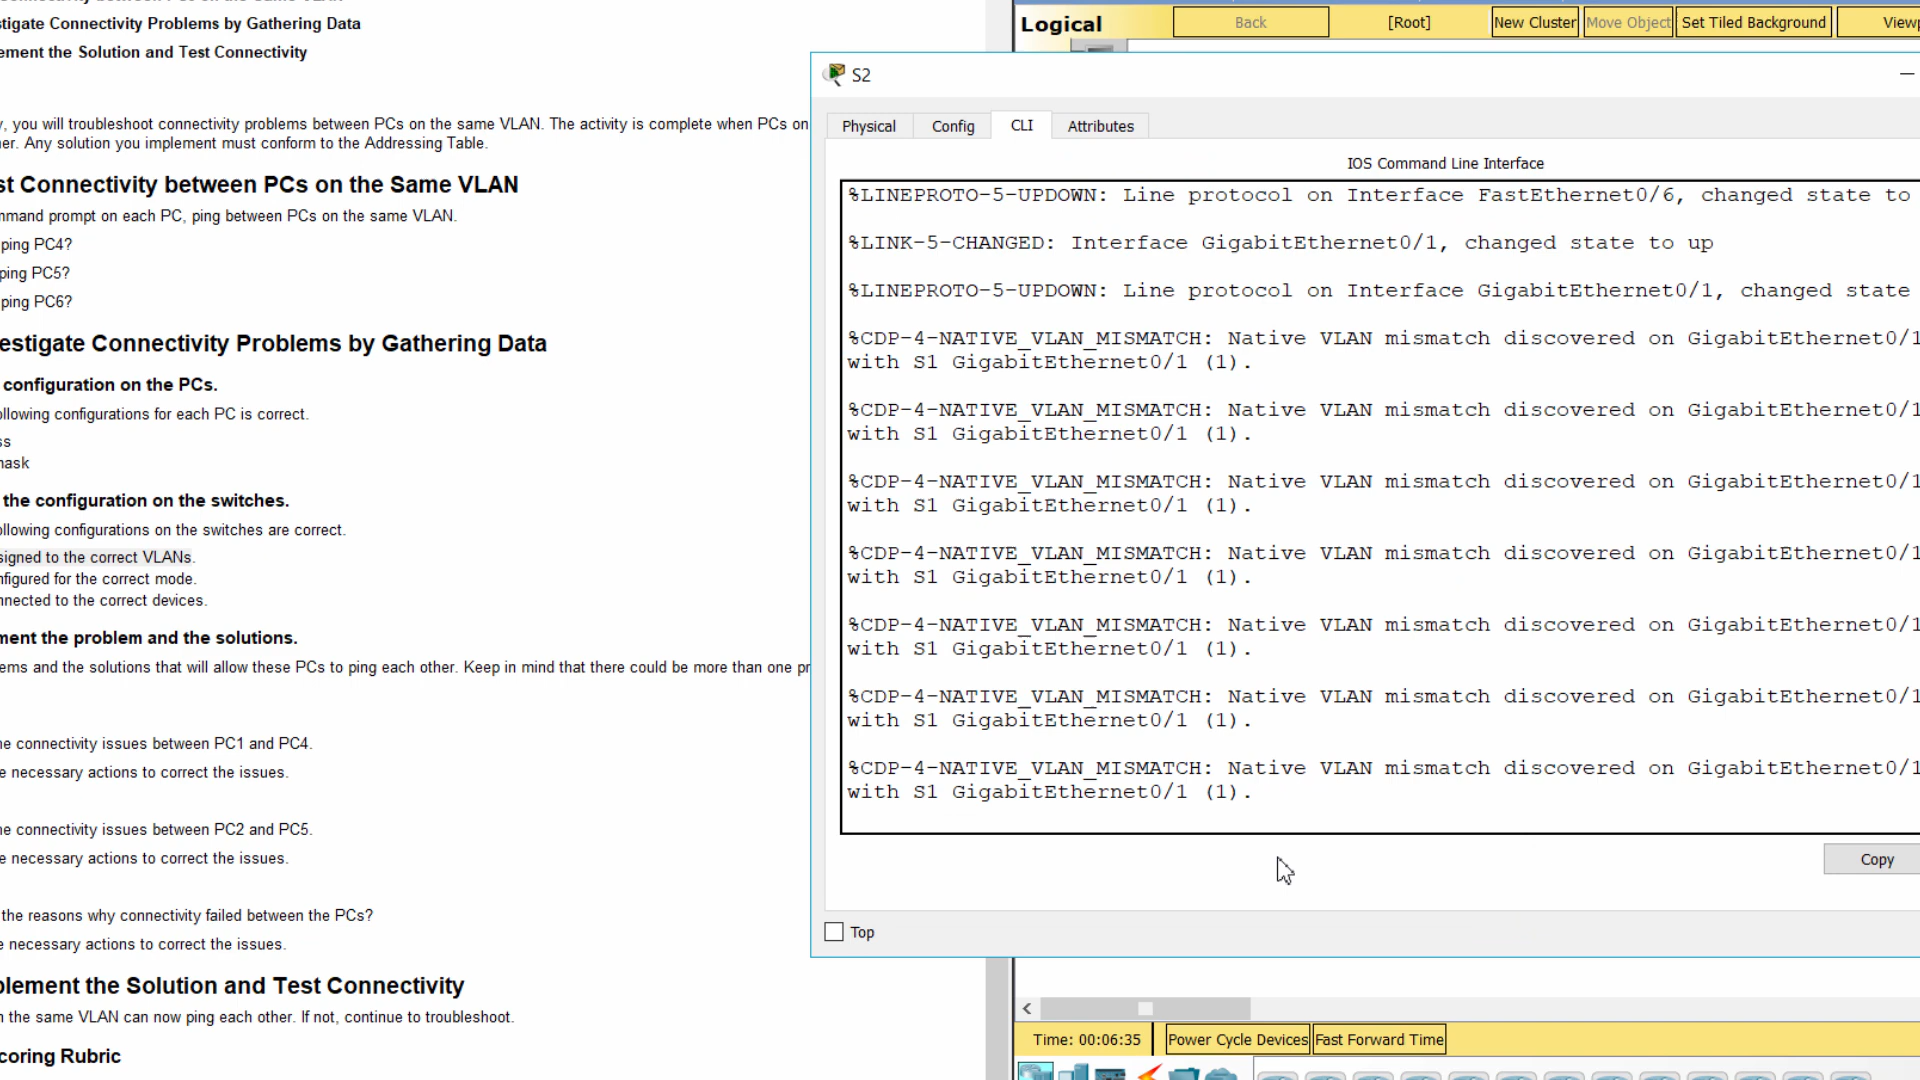 stigate Connectivity Problems by Gathering Data
ement the Solution and Test Connectivity
, you will troubleshoot connectivity problems between PCs on the same VLAN. The activity is complete when PCs on
er. Any solution you implement must conform to the Addressing Table.
st Connectivity between PCs on the Same VLAN
mmand prompt on each PC, ping between PCs on the same VLAN.
ping PC4?
ping PC5?
ping PC6?
estigate Connectivity Problems by Gathering Data
configuration on the PCs.
ollowing configurations for each PC is correct.
ss
mask
the configuration on the switches.
ollowing configurations on the switches are correct.
signed to the correct VLANs.
nfigured for the correct mode.
nnected to the correct devices.
ment the problem and the solutions.
ems and the solutions that will allow these PCs to ping each other. Keep in mind that there could be more than one pr
he connectivity issues between PC1 and PC4.
e necessary actions to correct the issues.
he connectivity issues between PC2 and PC5.
e necessary actions to correct the issues.
the reasons why connectivity failed between the PCs?
e necessary actions to correct the issues.
plement the Solution and Test Connectivity
n the same VLAN can now ping each other. If not, continue to troubleshoot.
coring Rubric
Logical
Back
[Root]
New Cluster
Move Object
Set Tiled Background
Viewp
S2
Physical
Config
CLI
Attributes
IOS Command Line Interface
%LINEPROTO-5-UPDOWN: Line protocol on Interface FastEthernet0/6, changed state to
%LINK-5-CHANGED: Interface GigabitEthernet0/1, changed state to up
%LINEPROTO-5-UPDOWN: Line protocol on Interface GigabitEthernet0/1, changed state
%CDP-4-NATIVE_VLAN_MISMATCH: Native VLAN mismatch discovered on GigabitEthernet0/1
with S1 GigabitEthernet0/1 (1).
%CDP-4-NATIVE_VLAN_MISMATCH: Native VLAN mismatch discovered on GigabitEthernet0/1
with S1 GigabitEthernet0/1 (1).
%CDP-4-NATIVE_VLAN_MISMATCH: Native VLAN mismatch discovered on GigabitEthernet0/1
with S1 GigabitEthernet0/1 (1).
%CDP-4-NATIVE_VLAN_MISMATCH: Native VLAN mismatch discovered on GigabitEthernet0/1
with S1 GigabitEthernet0/1 (1).
%CDP-4-NATIVE_VLAN_MISMATCH: Native VLAN mismatch discovered on GigabitEthernet0/1
with S1 GigabitEthernet0/1 (1).
%CDP-4-NATIVE_VLAN_MISMATCH: Native VLAN mismatch discovered on GigabitEthernet0/1
with S1 GigabitEthernet0/1 (1).
%CDP-4-NATIVE_VLAN_MISMATCH: Native VLAN mismatch discovered on GigabitEthernet0/1
with S1 GigabitEthernet0/1 (1).
Copy
Top
Time: 00:06:35
Power Cycle Devices
Fast Forward Time